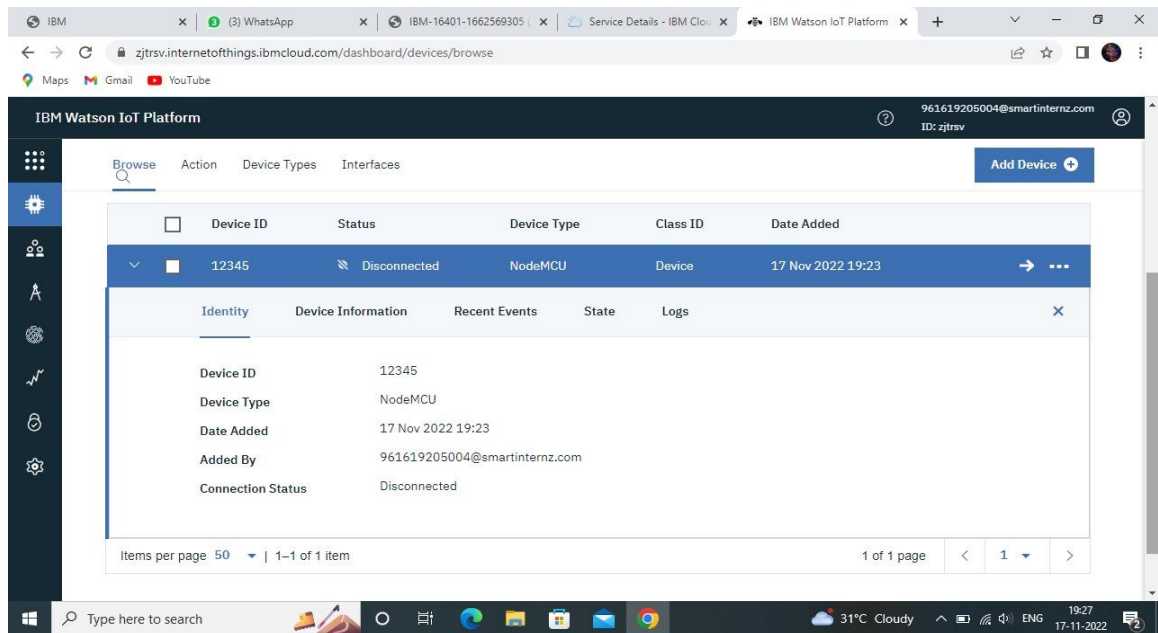 IBM
(3) WhatsApp
IBM-16401-1662569305
Service Details - IBM Clou
IBM Watson IoT Platform
zjtrsv.internetofthings.ibmcloud.com/dashboard/devices/browse
Maps Gmail YouTube
IBM Watson IoT Platform
961619205004@smartinternz.com
ID: zjtrsv
Browse Action Device Types Interfaces
Add Device
Device ID Status Device Type Class ID Date Added
12345 Disconnected NodeMCU Device 17 Nov 2022 19:23
Identity Device Information Recent Events State Logs
Device ID 12345
Device Type NodeMCU
Date Added 17 Nov 2022 19:23
Added By 961619205004@smartinternz.com
Connection Status Disconnected
Items per page 50 | 1–1 of 1 item 1 of 1 page < 1 >
Type here to search
31°C Cloudy ENG
19:27
17-11-2022
2